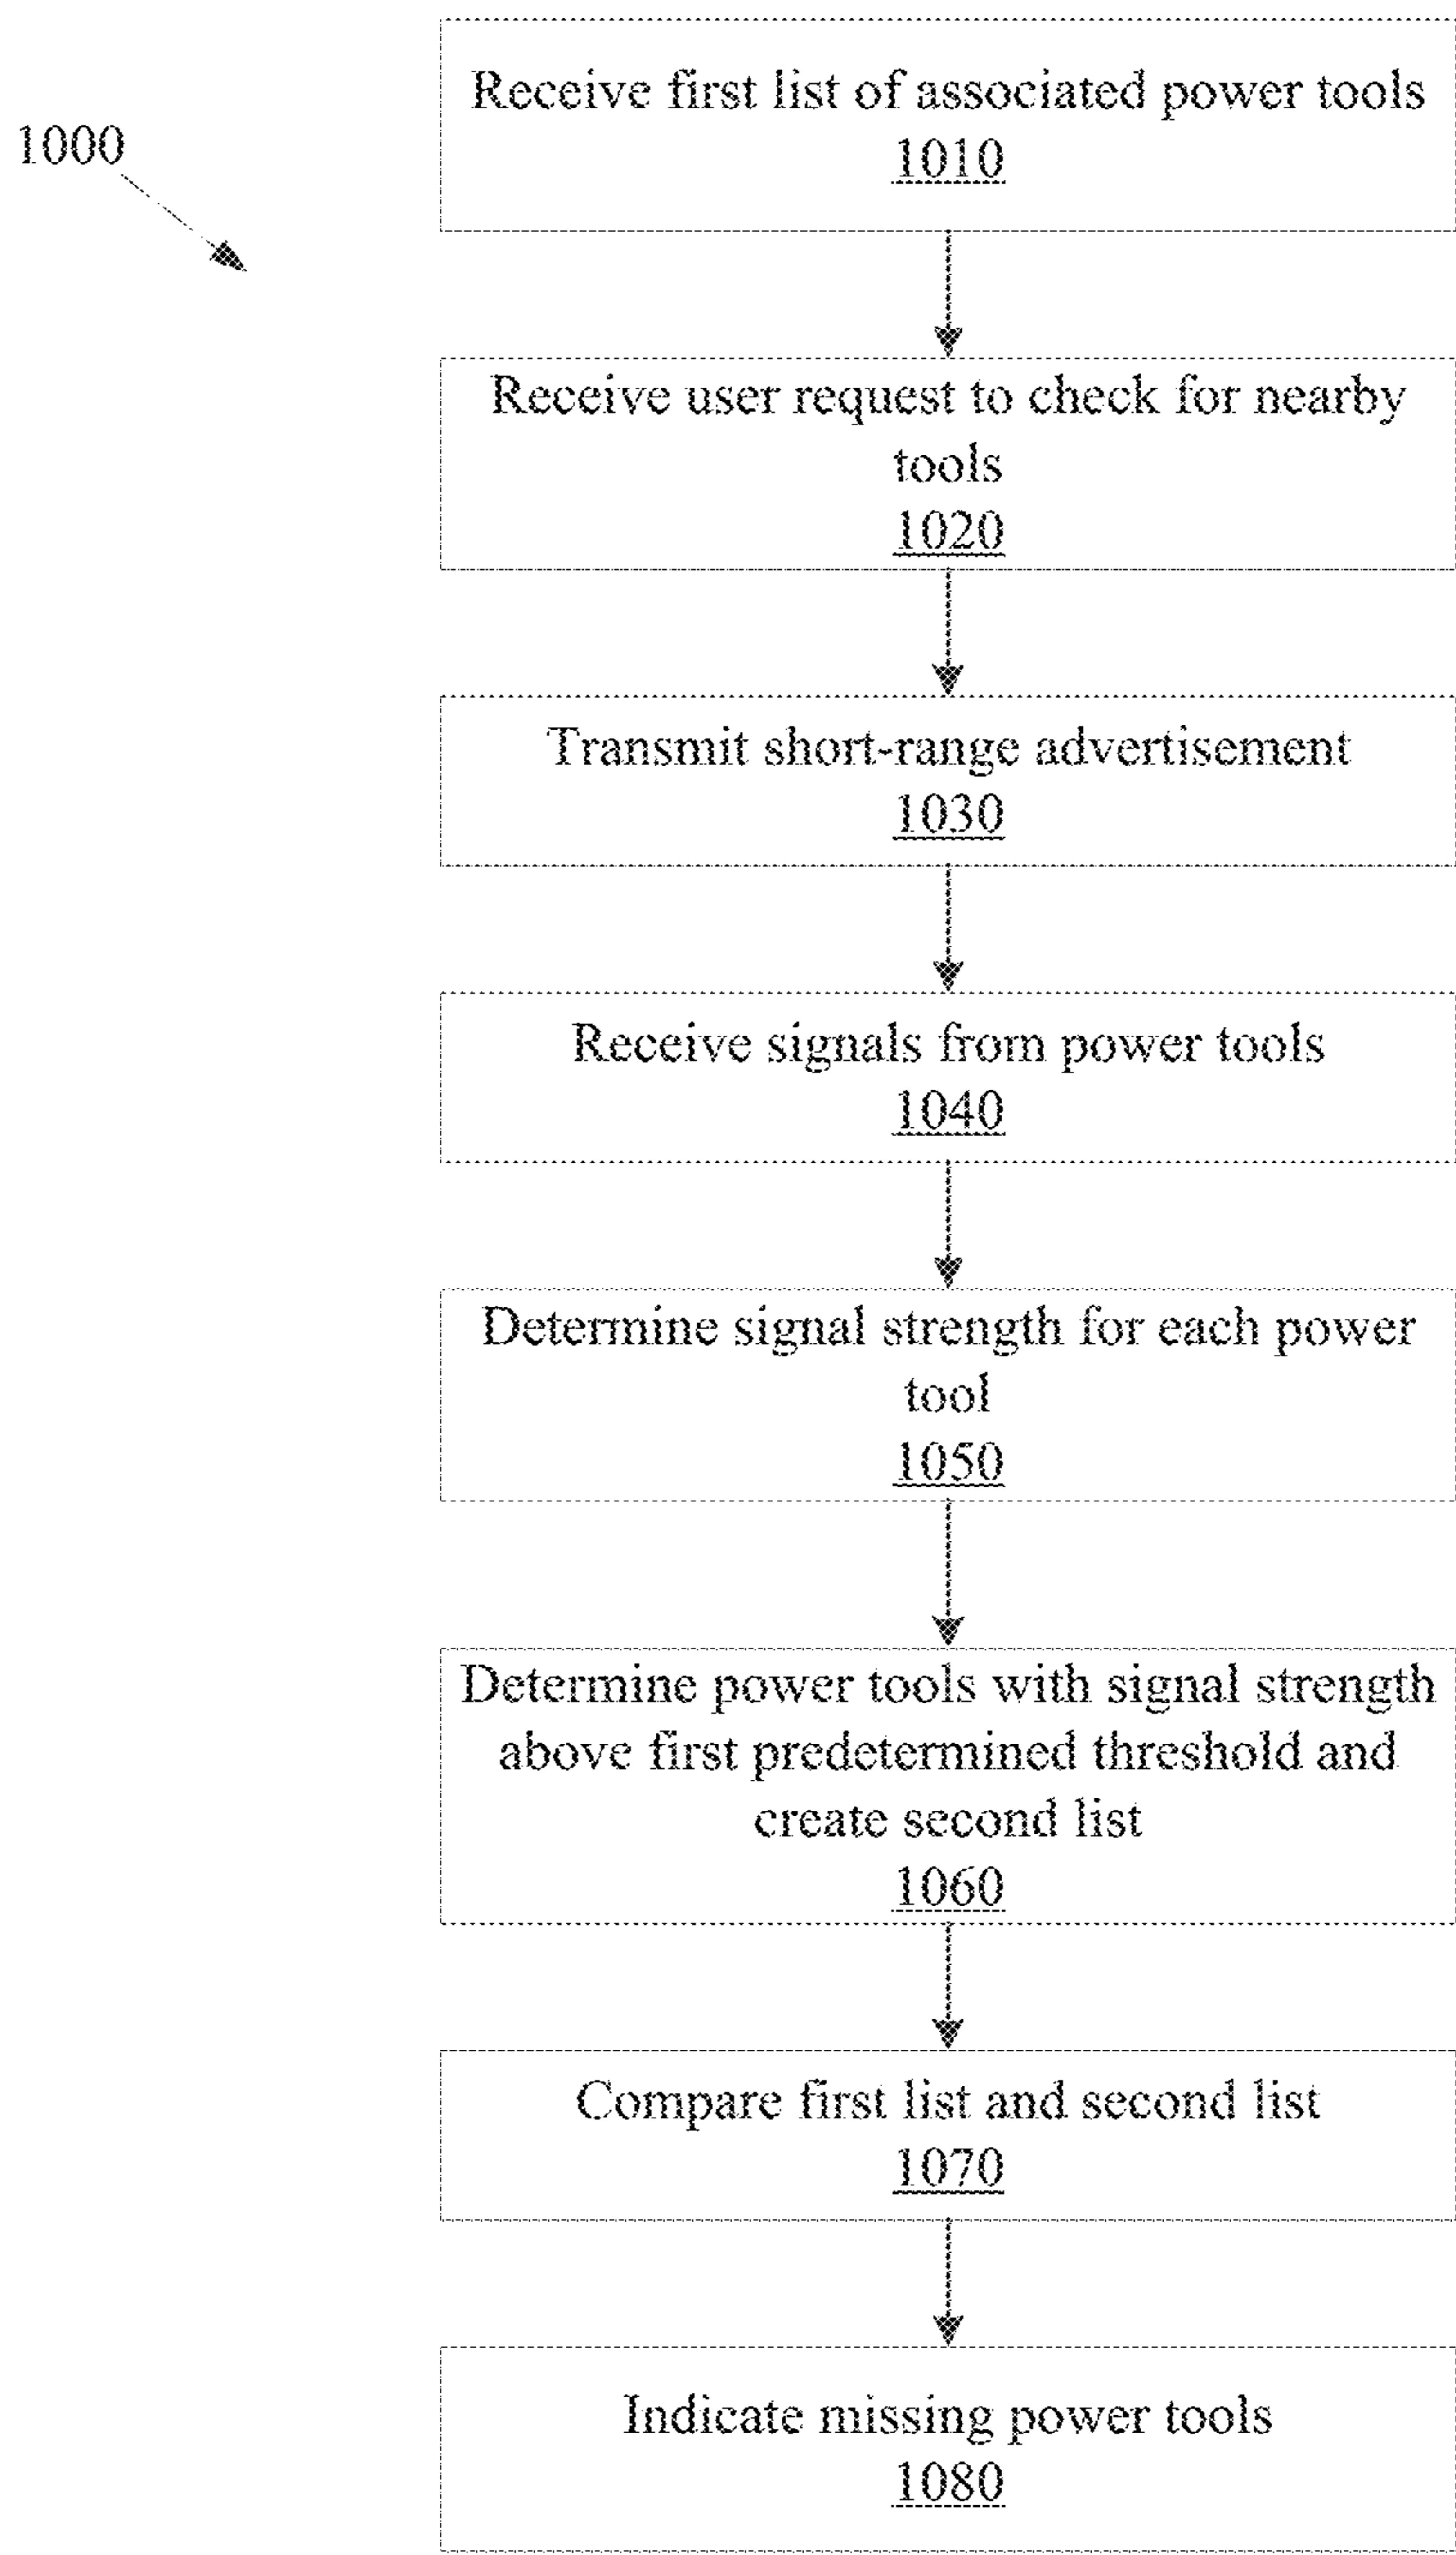 1000
Receive first list of associated power tools
1010
Receive user request to check for nearby
tools
1020
Transmit short-range advertisement
1030
Receive signals from power tools
1040
Determine signal strength for each power
tool
1050
Determine power tools with signal strength
above first predetermined threshold and
create second list
1060
Compare first list and second list
1070
Indicate missing power tools
1080